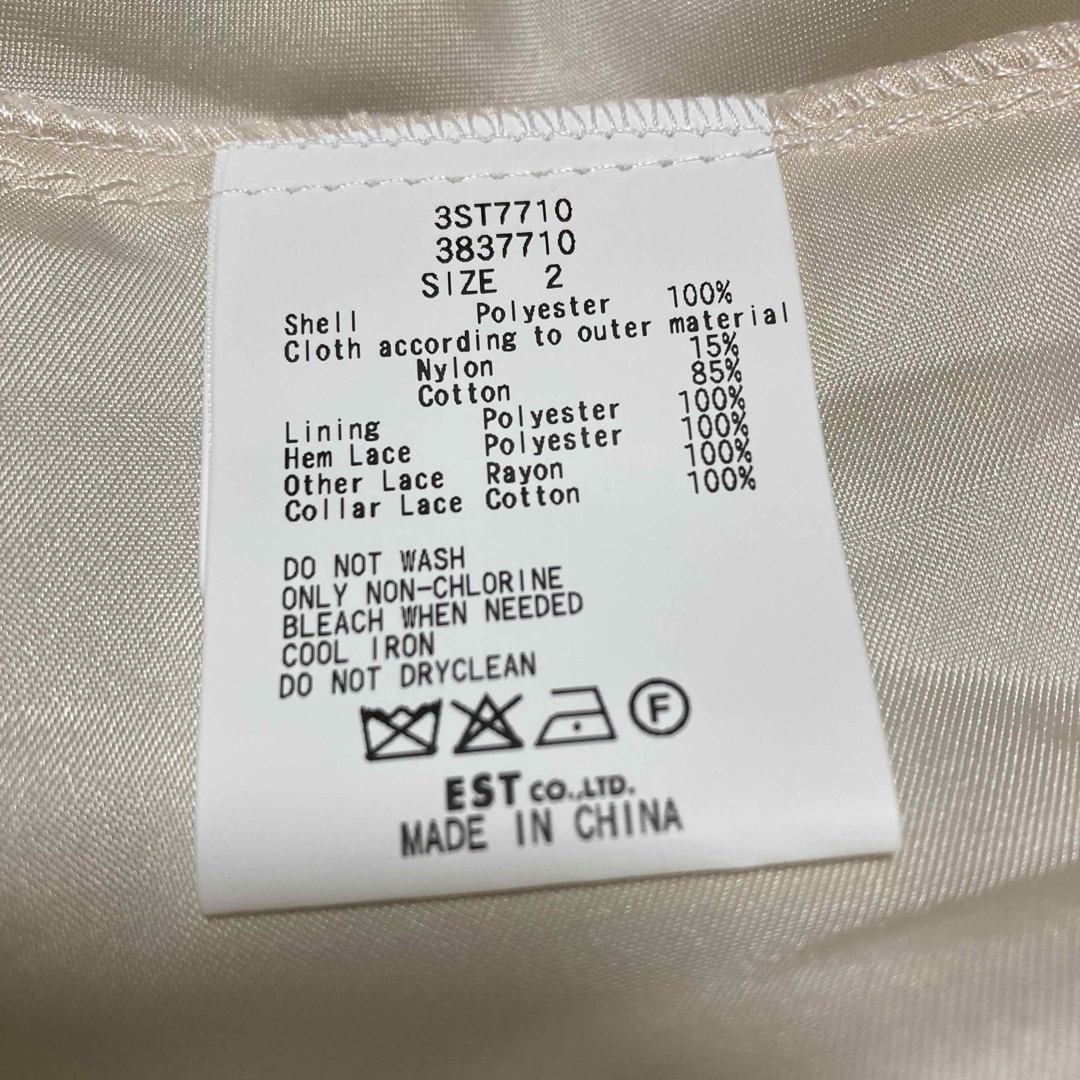 3ST7710
3837710
SIZE 2
Shell Polyester 100%
Cloth according to outer material
Nylon 15%
Cotton 85%
Lining Polyester 100%
Hem Lace Polyester 100%
Other Lace Rayon 100%
Collar Lace Cotton 100%
DO NOT WASH
ONLY NON-CHLORINE
BLEACH WHEN NEEDED
COOL IRON
DO NOT DRYCLEAN
F
EST CO.,LTD.
MADE IN CHINA